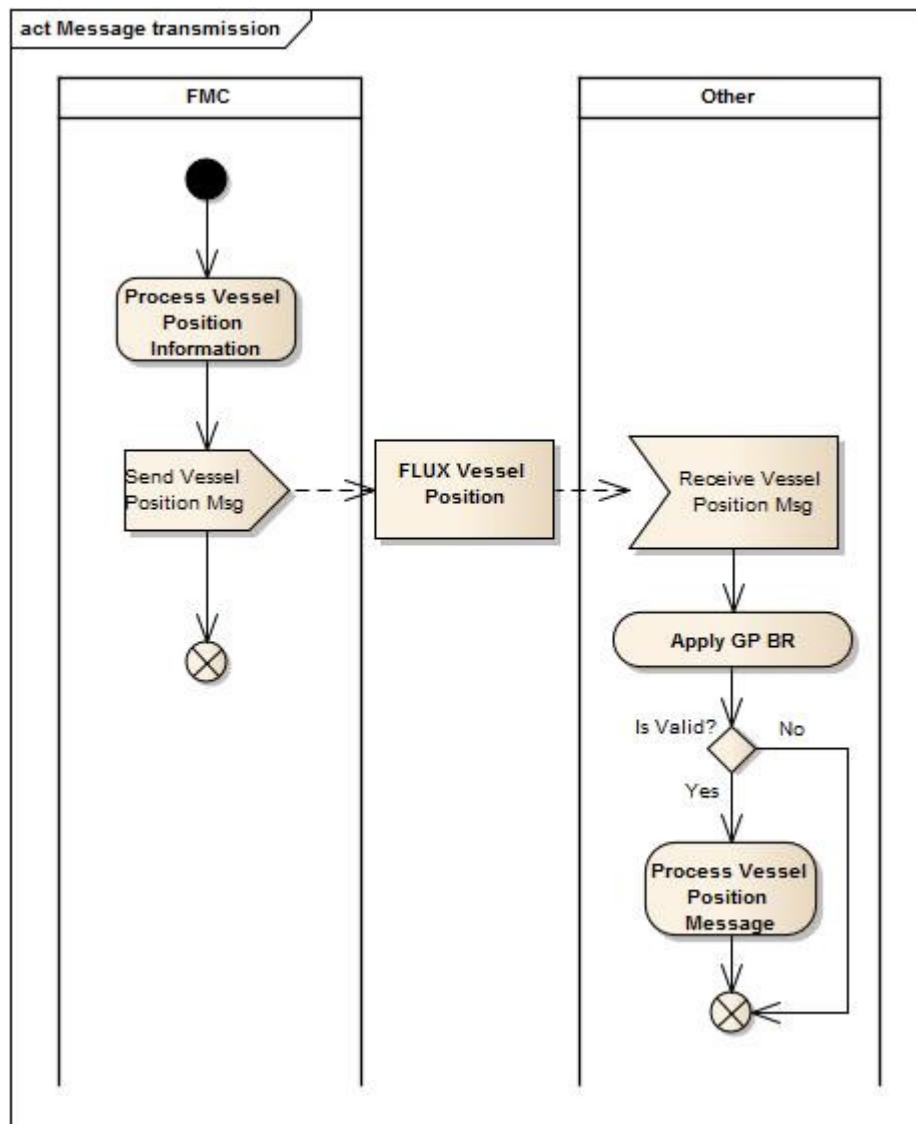 act Message transmission
FMC
Other
Process Vessel
Position
Information
Send Vessel
Position Msg
FLUX Vessel
Position
Receive Vessel
Position Msg
Apply GP BR
Is Valid?
No
Yes
Process Vessel
Position
Message